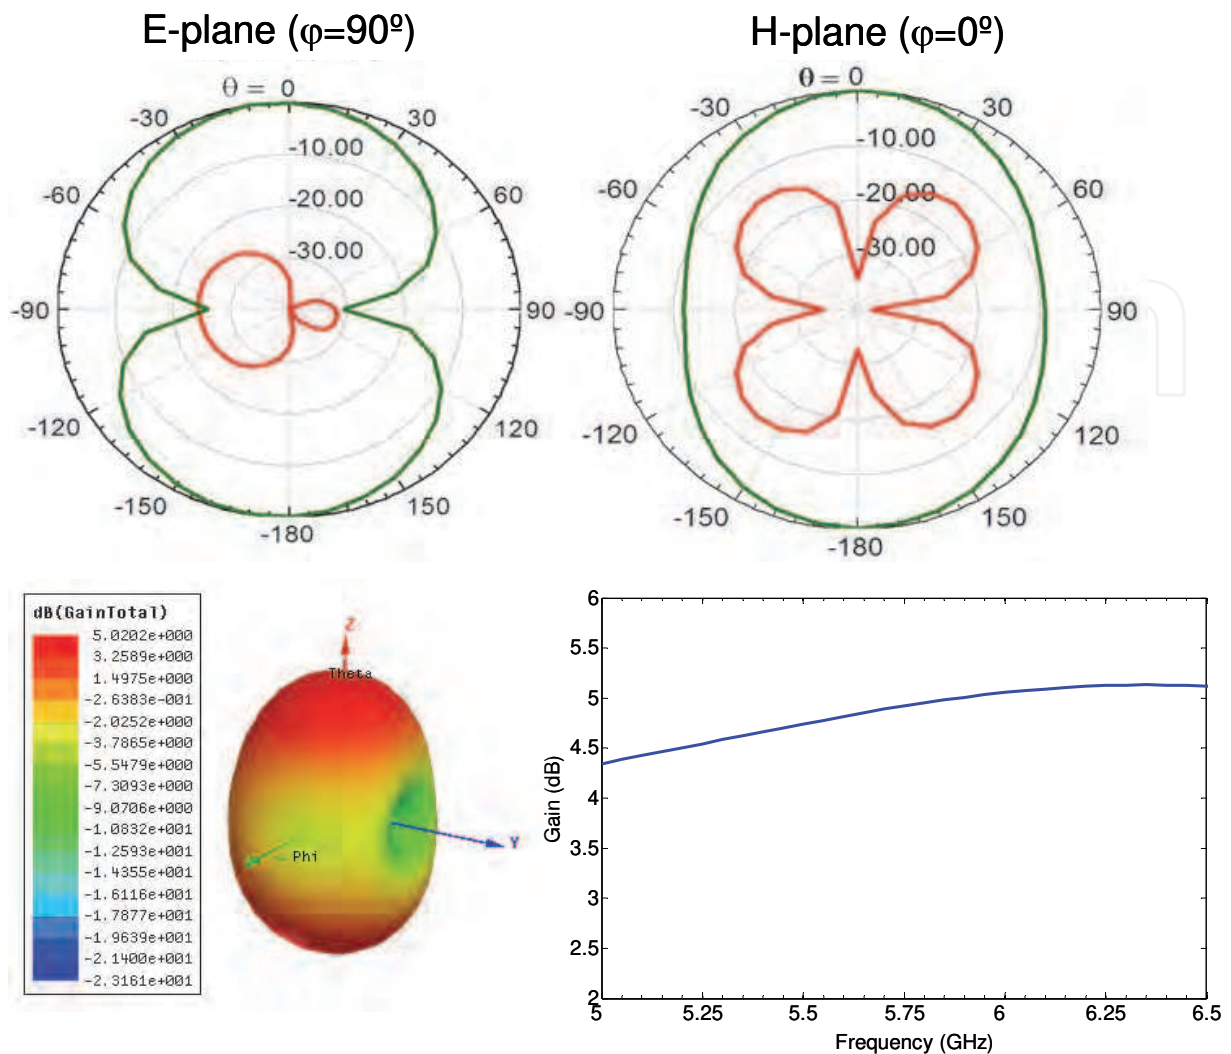 E-plane (φ=90º)
H-plane (φ=0º)
θ = 0
-30
30
-10.00
-60
60
-20.00
-30.00
-90
90
-120
120
-150
150
-180
θ = 0
-30
30
-10.00
-60
60
-20.00
-30.00
-90
90
-120
120
-150
150
-180
dB(GainTotal)
5.0202e+000
3.2589e+000
1.4975e+000
-2.6383e-001
-2.0252e+000
-3.7865e+000
-5.5479e+000
-7.3093e+000
-9.0706e+000
-1.0832e+001
-1.2593e+001
-1.4355e+001
-1.6116e+001
-1.7877e+001
-1.9639e+001
-2.1400e+001
-2.3161e+001
Z
Theta
Phi
Y
6
5.5
5
4.5
4
3.5
3
2.5
2
Gain (dB)
5
5.25
5.5
5.75
6
6.25
6.5
Frequency (GHz)